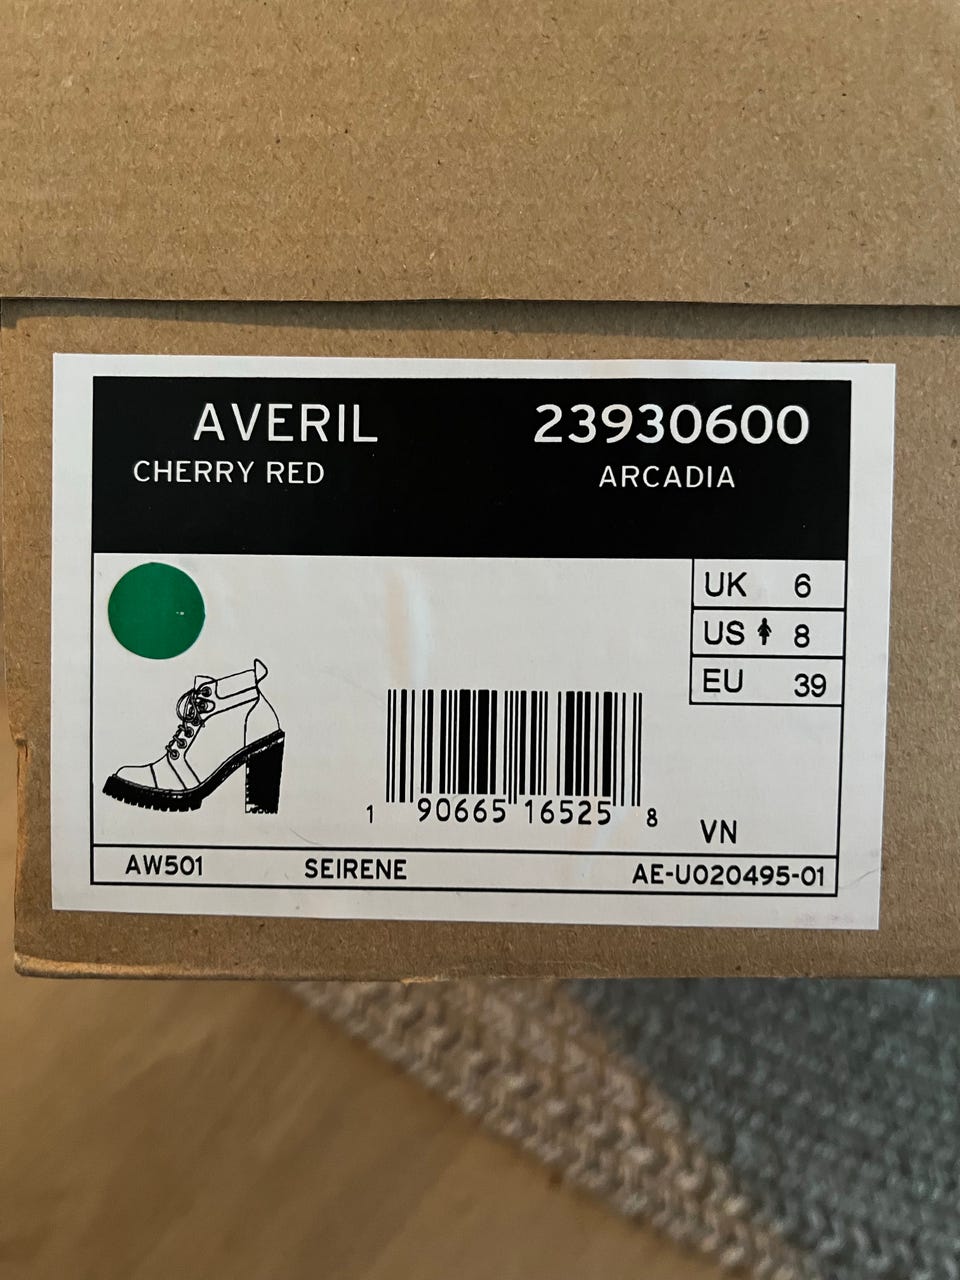 AVERIL 23930600
CHERRY RED ARCADIA
UK 6
US 8
EU 39
1 90665 16525 8
VN
AW501 SEIRENE AE-U020495-01